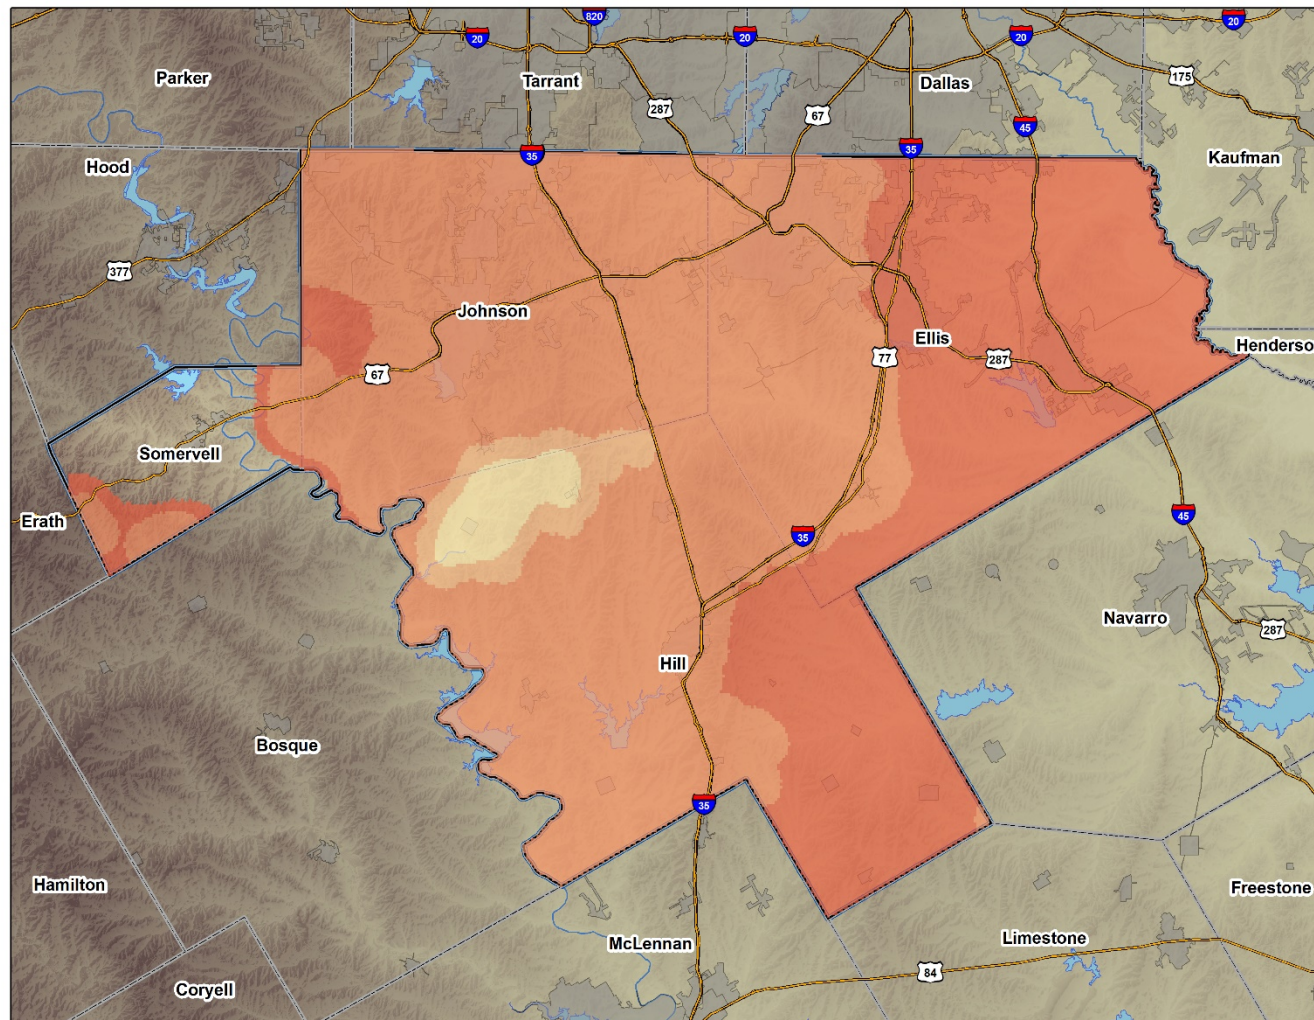 820
20
20
20
20
Parker
Tarrant
Dallas
175
287
67
45
35
35
Hood
Kaufman
377
Johnson
Ellis
Henderso
77
287
67
Somervell
Erath
45
35
Navarro
287
Hill
Bosque
35
Hamilton
Freestone
McLennan
Limestone
84
Coryell